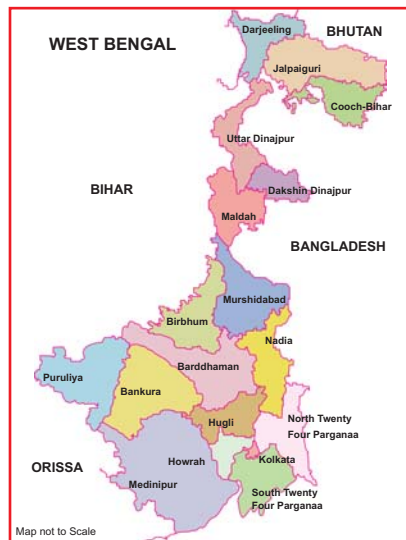 Darjeeling
BHUTAN
WEST BENGAL
Jalpaiguri
Cooch-Bihar
Uttar Dinajpur
BIHAR
Dakshin Dinajpur
Maldah
BANGLADESH
Murshidabad
Birbhum
Nadia
Barddhaman
Puruliya
Bankura
North Twenty
Four Parganaa
Hugli
Howrah
Kolkata
ORISSA
Medinipur
South Twenty
Four Parganaa
Map not to Scale